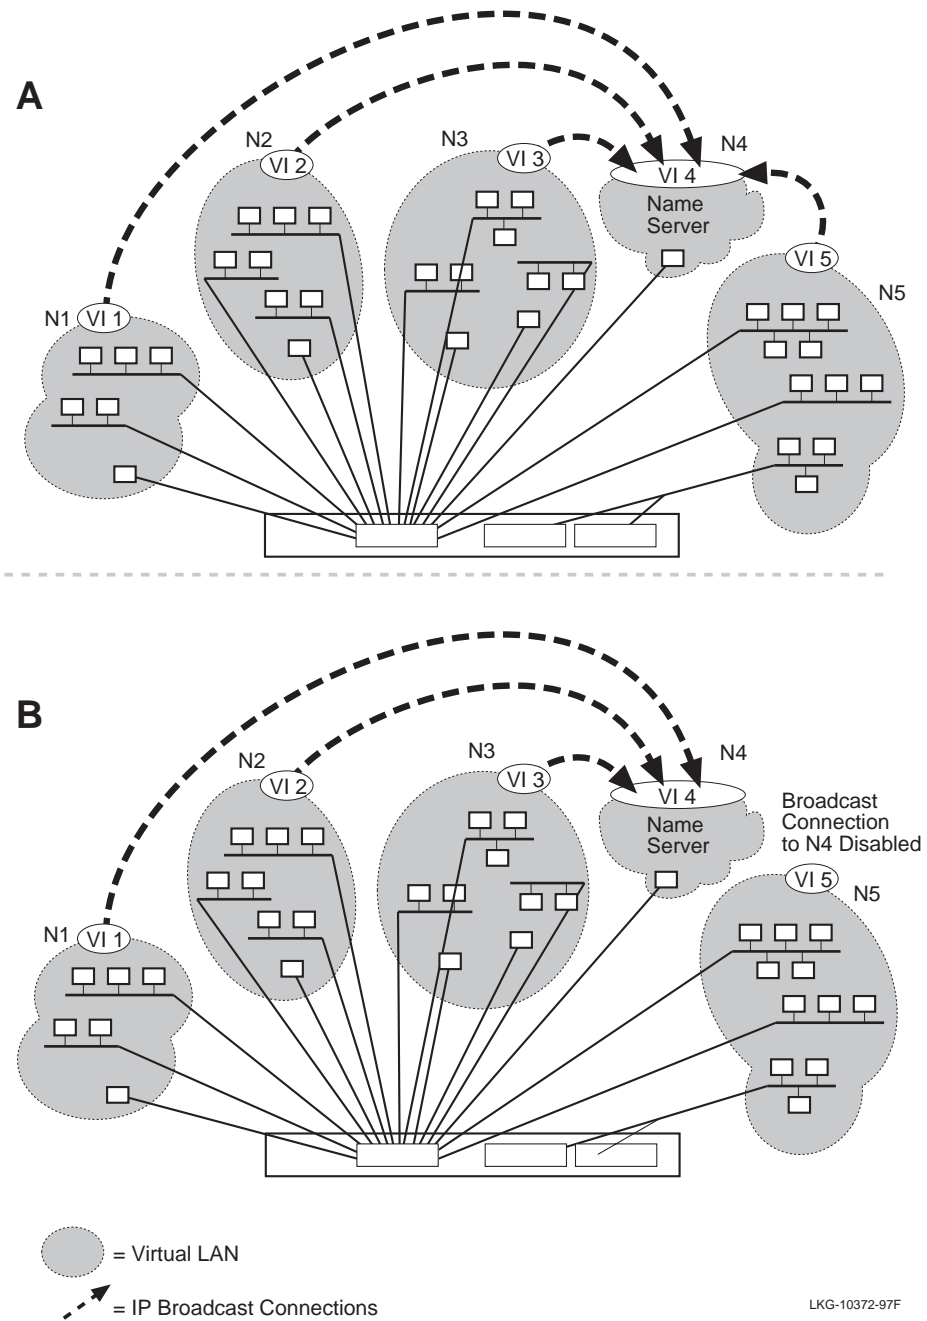 A
N2
VI 2
N3
VI 3
N4
VI 4
Name
Server
VI 5
N5
N1
VI 1
B
N2
VI 2
N3
VI 3
N4
VI 4
Name
Server
Broadcast
Connection
to N4 Disabled
VI 5
N5
N1
VI 1
= Virtual LAN
= IP Broadcast Connections
LKG-10372-97F